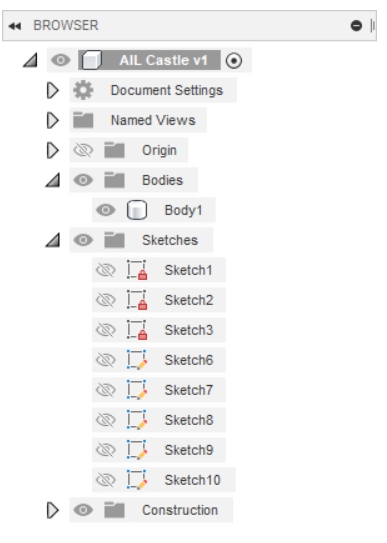 BROWSER
AIL Castle v1
Document Settings
Named Views
Origin
Bodies
Body1
Sketches
Sketch1
Sketch2
Sketch3
Sketch6
Sketch7
Sketch8
Sketch9
Sketch10
Construction